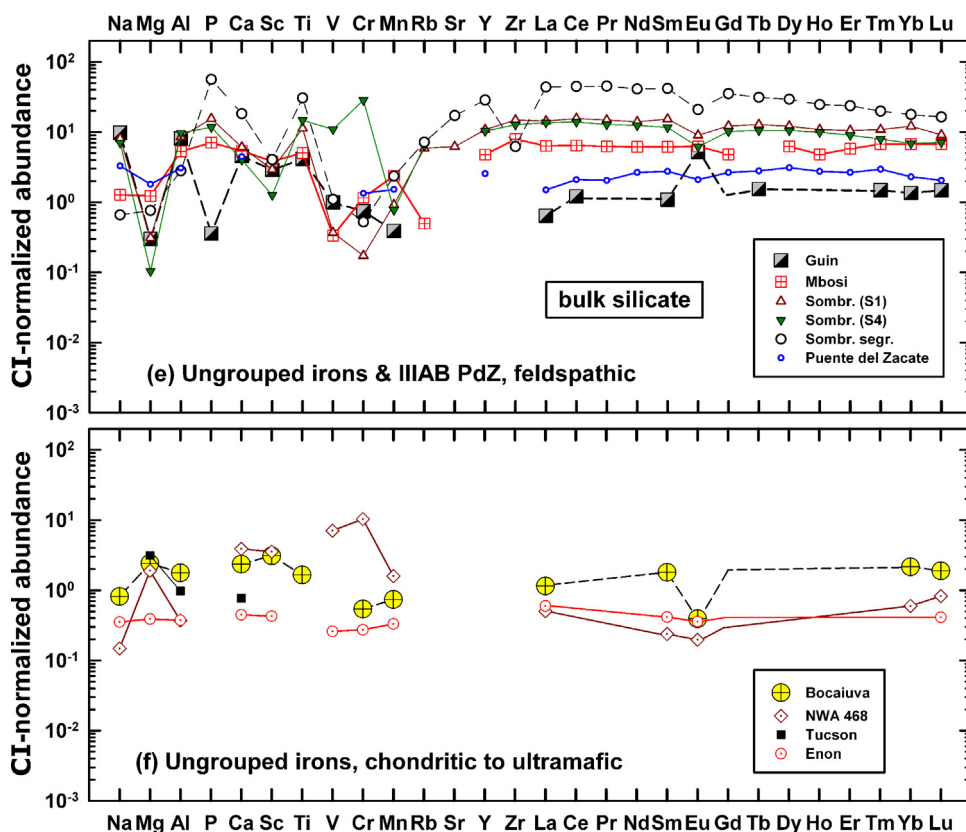 Na Mg Al P Ca Sc Ti V Cr Mn Rb Sr Y Zr La Ce Pr Nd Sm Eu Gd Tb Dy Ho Er Tm Yb Lu
CI-normalized abundance
10²
10¹
10⁰
10⁻¹
10⁻²
10⁻³
bulk silicate
Guin
Mbosi
Sombr. (S1)
Sombr. (S4)
Sombr. segr.
Puente del Zacate
(e) Ungrouped irons & IIIAB PdZ, feldspathic
CI-normalized abundance
10²
10¹
10⁰
10⁻¹
10⁻²
10⁻³
Bocaiuva
NWA 468
Tucson
Enon
(f) Ungrouped irons, chondritic to ultramafic
Na Mg Al P Ca Sc Ti V Cr Mn Rb Sr Y Zr La Ce Pr Nd Sm Eu Gd Tb Dy Ho Er Tm Yb Lu